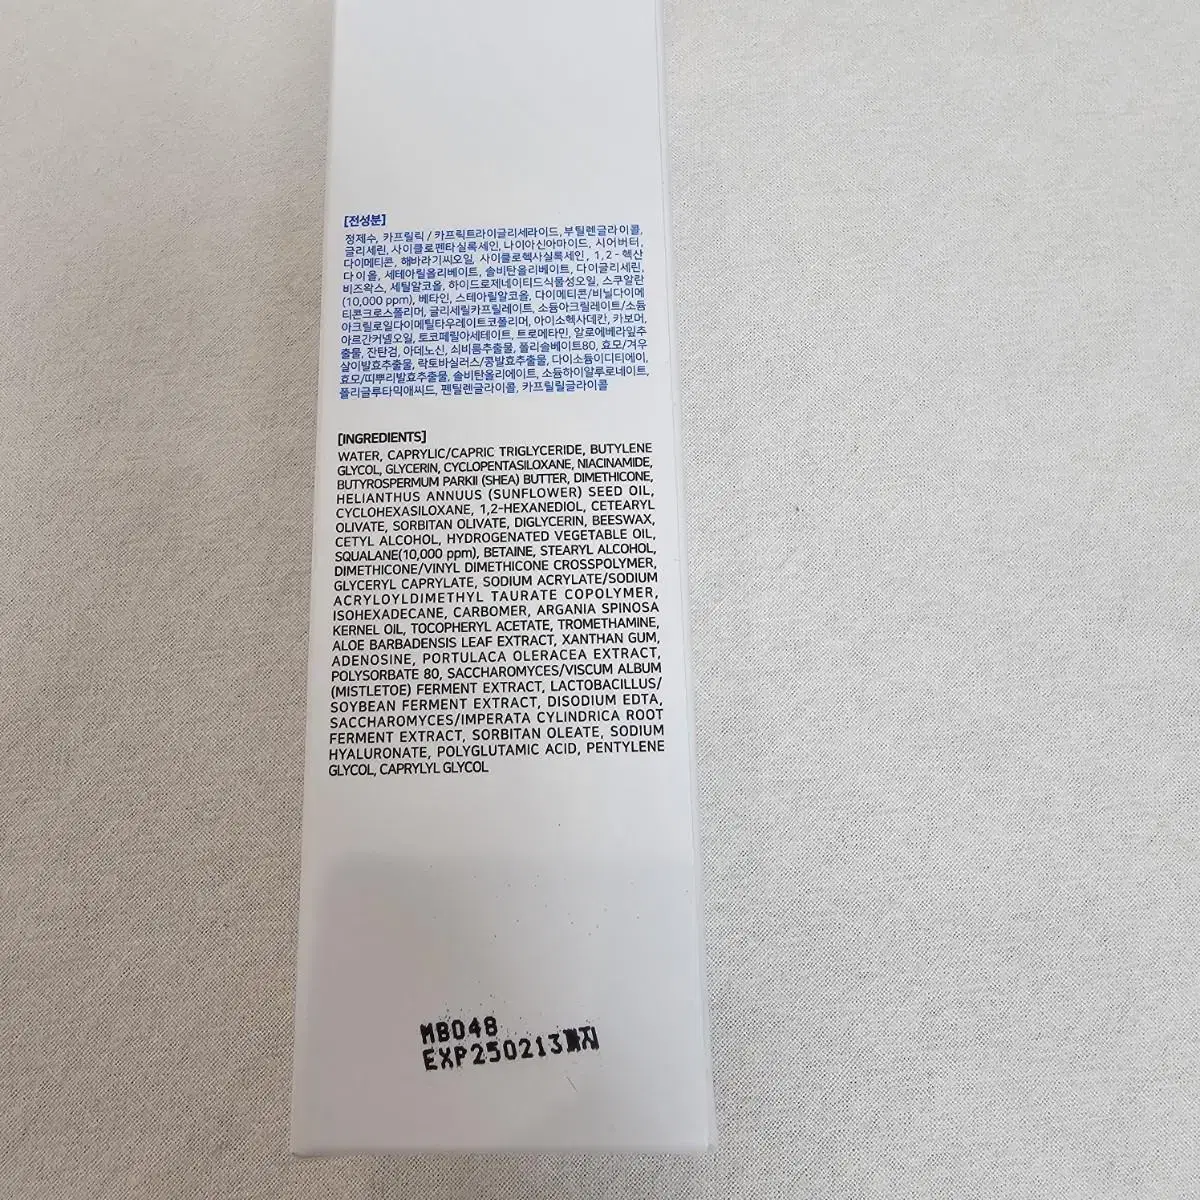 [전성분]
정제수, 카프릴릭 / 카프릭트라이글리세라이드, 부틸렌글라이콜,
글리세린, 사이클로펜타실록세인, 나이아신아마이드, 시어버터,
다이메티콘, 해바라기씨오일, 사이클로헥사실록세인, 1,2-헥산
다이올, 세테아릴올리베이트, 솔비탄올리베이트, 다이글리세린,
비즈왁스, 세틸알코올, 하이드로제네이티드식물성오일, 스쿠알란
(10,000 ppm), 베타인, 스테아릴알코올, 다이메티콘/비닐다이메
티콘크로스폴리머, 글리세릴카프릴레이트, 소듐아크릴레이트/소듐
아크릴로일다이메틸타우레이트코폴리머, 아이소헥사데칸, 카보머,
아르간커넬오일, 토코페릴아세테이트, 트로메타민, 알로에베라잎추
출물, 잔탄검, 아데노신, 쇠비름추출물, 폴리솔베이트80, 효모/겨우
살이발효추출물, 락토바실러스/콩발효추출물, 다이소듐이디티에이,
효모/띠뿌리발효추출물, 솔비탄올리에이트, 소듐하이알루로네이트,
폴리글루타믹애씨드, 펜틸렌글라이콜, 카프릴릴글라이콜
[INGREDIENTS]
WATER, CAPRYLIC/CAPRIC TRIGLYCERIDE, BUTYLENE
GLYCOL, GLYCERIN, CYCLOPENTASILOXANE, NIACINAMIDE,
BUTYROSPERMUM PARKII (SHEA) BUTTER, DIMETHICONE,
HELIANTHUS ANNUUS (SUNFLOWER) SEED OIL,
CYCLOHEXASILOXANE, 1,2-HEXANEDIOL, CETEARYL
OLIVATE, SORBITAN OLIVATE, DIGLYCERIN, BEESWAX,
CETYL ALCOHOL, HYDROGENATED VEGETABLE OIL,
SQUALANE(10,000 ppm), BETAINE, STEARYL ALCOHOL,
DIMETHICONE/VINYL DIMETHICONE CROSSPOLYMER,
GLYCERYL CAPRYLATE, SODIUM ACRYLATE/SODIUM
ACRYLOYLDIMETHYL TAURATE COPOLYMER,
ISOHEXADECANE, CARBOMER, ARGANIA SPINOSA
KERNEL OIL, TOCOPHERYL ACETATE, TROMETHAMINE,
ALOE BARBADENSIS LEAF EXTRACT, XANTHAN GUM,
ADENOSINE, PORTULACA OLERACEA EXTRACT,
POLYSORBATE 80, SACCHAROMYCES/VISCUM ALBUM
(MISTLETOE) FERMENT EXTRACT, LACTOBACILLUS/
SOYBEAN FERMENT EXTRACT, DISODIUM EDTA,
SACCHAROMYCES/IMPERATA CYLINDRICA ROOT
FERMENT EXTRACT, SORBITAN OLEATE, SODIUM
HYALURONATE, POLYGLUTAMIC ACID, PENTYLENE
GLYCOL, CAPRYLYL GLYCOL
MB048
EXP250213까지